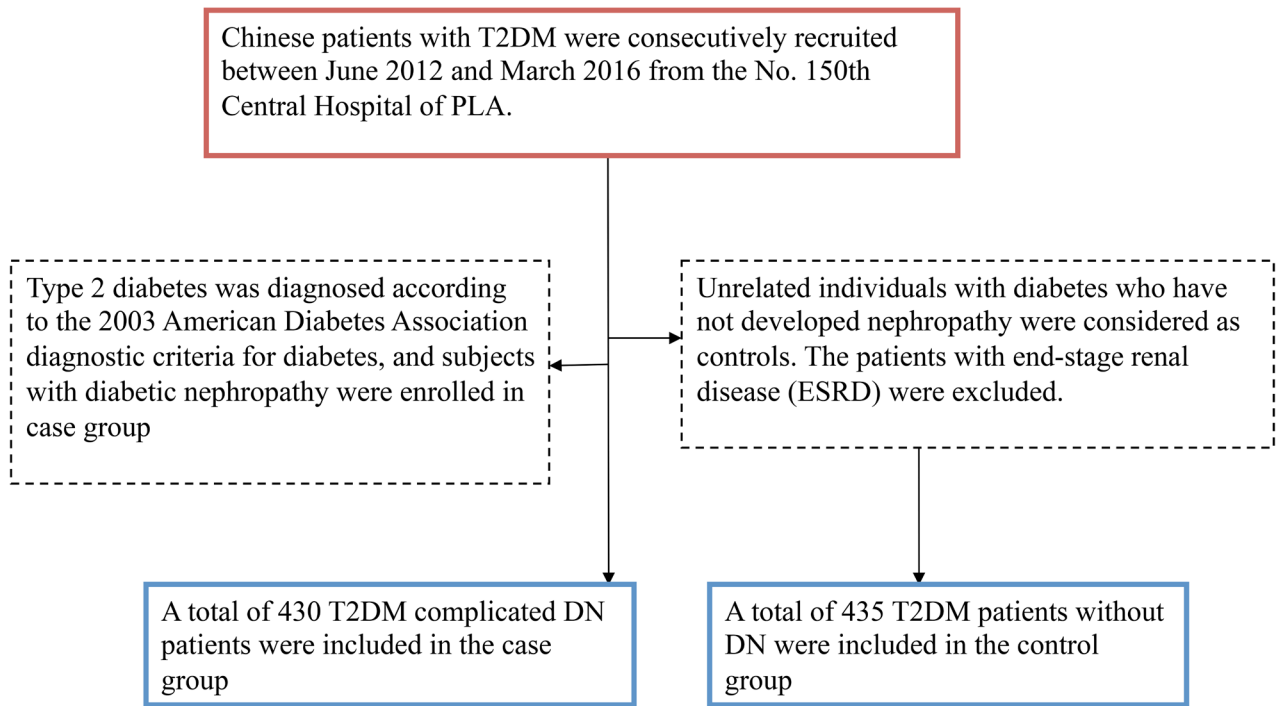 Chinese patients with T2DM were consecutively recruited
between June 2012 and March 2016 from the No. 150th
Central Hospital of PLA.
Type 2 diabetes was diagnosed according
to the 2003 American Diabetes Association
diagnostic criteria for diabetes, and subjects
with diabetic nephropathy were enrolled in
case group
Unrelated individuals with diabetes who have
not developed nephropathy were considered as
controls. The patients with end-stage renal
disease (ESRD) were excluded.
A total of 430 T2DM complicated DN
patients were included in the case
group
A total of 435 T2DM patients without
DN were included in the control
group